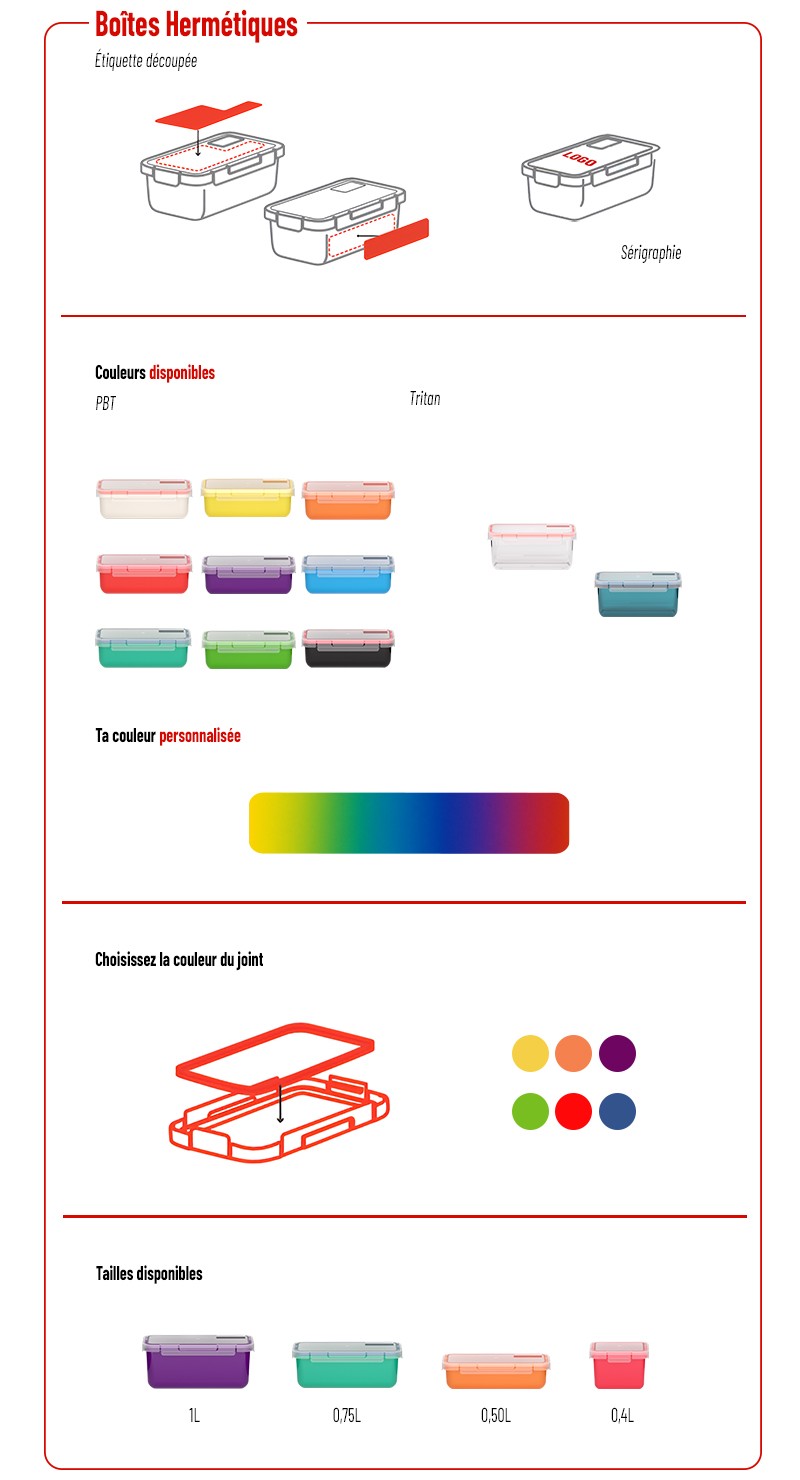 Boîtes Hermétiques
Étiquette découpée
LOGO
Sérigraphie
Couleurs disponibles
PBT
Tritan
Ta couleur personnalisée
Choisissez la couleur du joint
Tailles disponibles
1L
0,75L
0,50L
0,4L